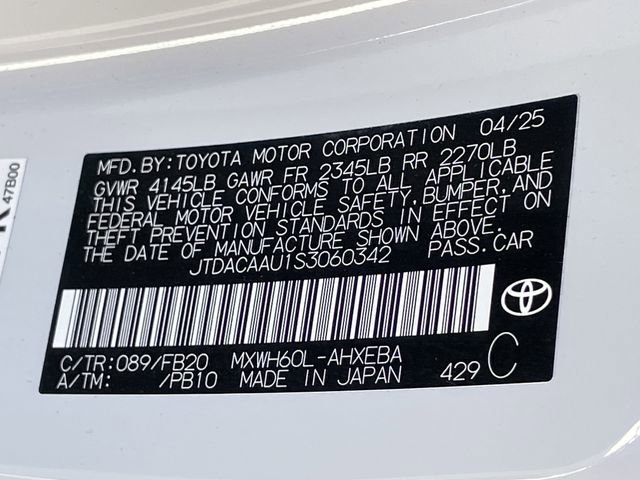 MFD.BY:TOYOTA MOTOR CORPORATION 04/25
GVWR 4145LB GAWR FR 2345LB RR 2270LB
THIS VEHICLE CONFORMS TO ALL APPLICABLE
FEDERAL MOTOR VEHICLE SAFETY,BUMPER,AND
THEFT PREVENTION STANDARDS IN EFFECT ON
THE DATE OF MANUFACTURE SHOWN ABOVE.
JTDACAAU1S3060342 PASS.CAR
C/TR:089/FB20 MXWH60L-AHXEBA
A/TM: /PB10 MADE IN JAPAN 429 C
47B00